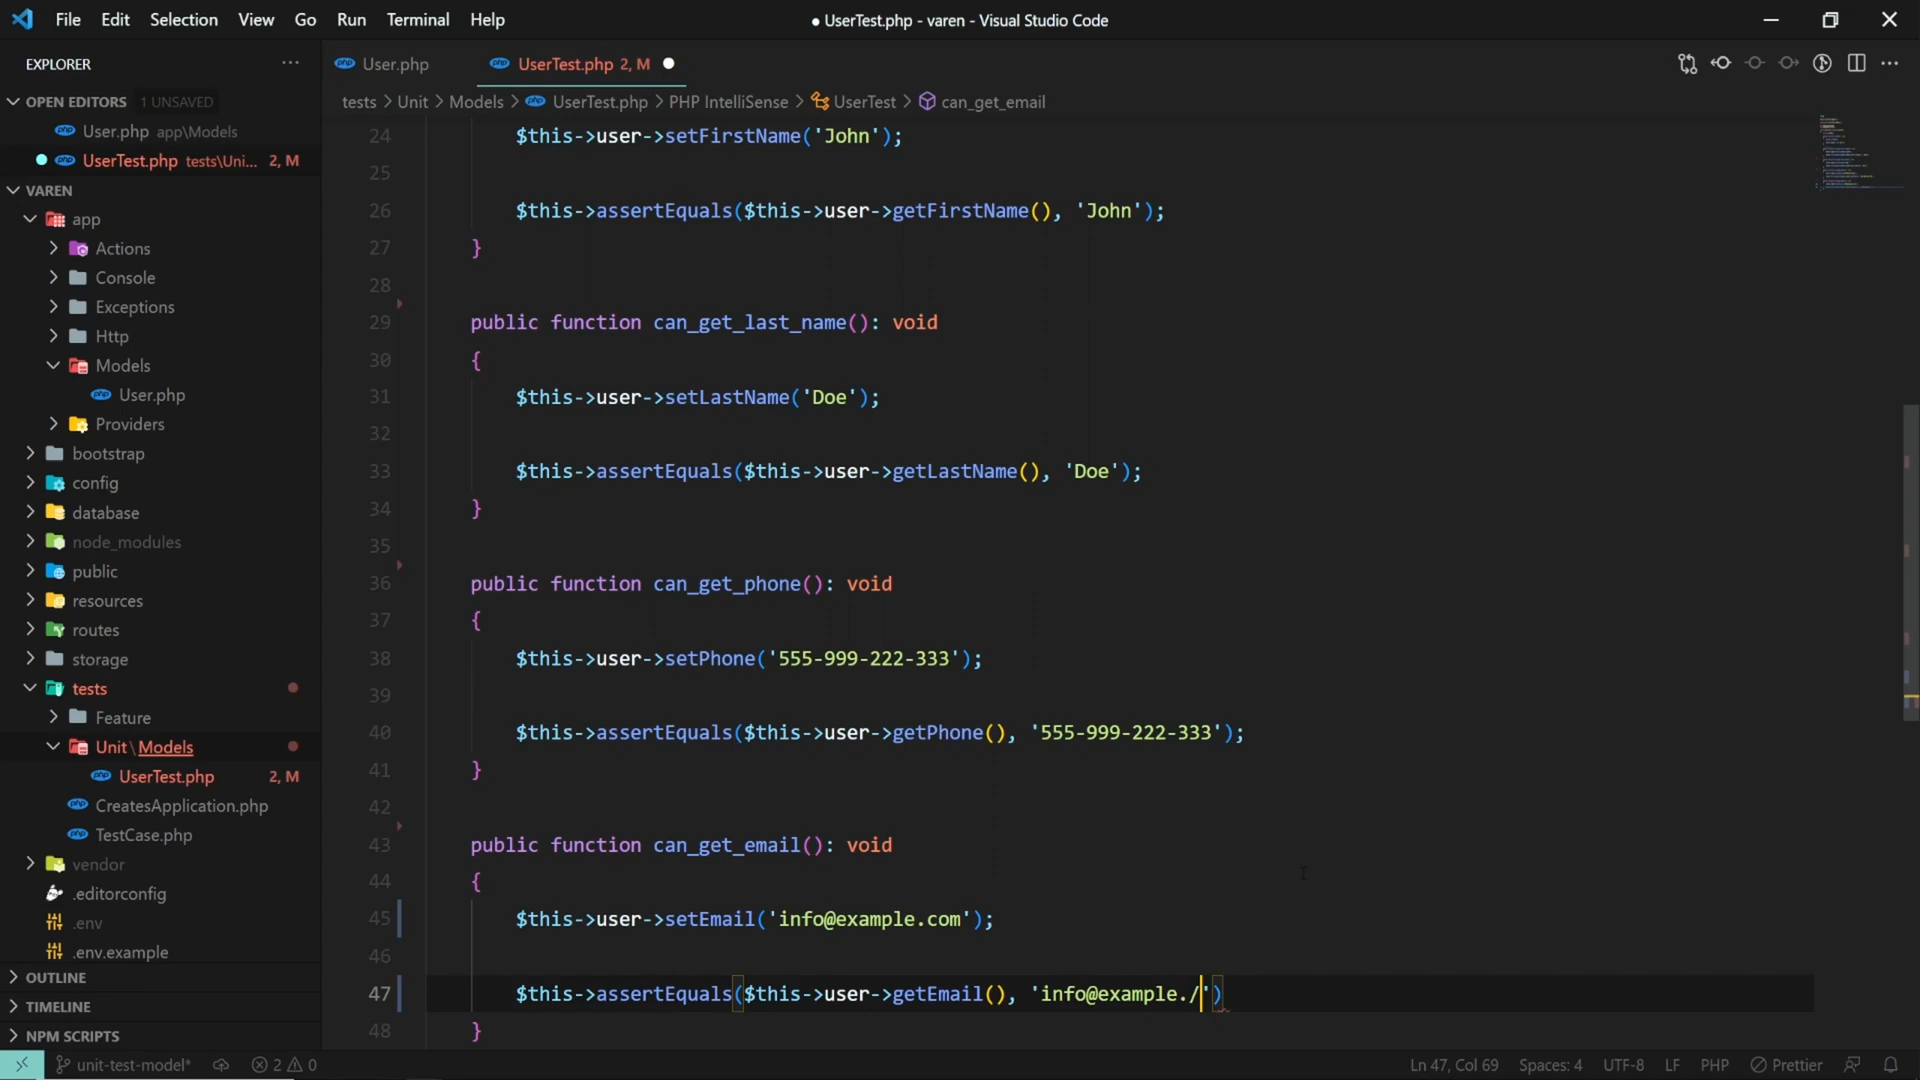 File Edit Selection View Go Run Terminal Help
● UserTest.php - varen - Visual Studio Code
EXPLORER
User.php
UserTest.php 2, M
OPEN EDITORS 1 UNSAVED
User.php app\Models
UserTest.php tests\Uni... 2, M
VAREN
app
Actions
Console
Exceptions
Http
Models
User.php
Providers
bootstrap
config
database
node_modules
public
resources
routes
storage
tests
Feature
Unit \ Models
UserTest.php 2, M
CreatesApplication.php
TestCase.php
vendor
.editorconfig
.env
.env.example
OUTLINE
TIMELINE
NPM SCRIPTS
tests > Unit > Models > UserTest.php > PHP IntelliSense > UserTest > can_get_email
24 $this->user->setFirstName('John');
25
26 $this->assertEquals($this->user->getFirstName(), 'John');
27 }
28
29 public function can_get_last_name(): void
30 {
31 $this->user->setLastName('Doe');
32
33 $this->assertEquals($this->user->getLastName(), 'Doe');
34 }
35
36 public function can_get_phone(): void
37 {
38 $this->user->setPhone('555-999-222-333');
39
40 $this->assertEquals($this->user->getPhone(), '555-999-222-333');
41 }
42
43 public function can_get_email(): void
44 {
45 $this->user->setEmail('info@example.com');
46
47 $this->assertEquals($this->user->getEmail(), 'info@example./')
48 }
unit-test-model* 2 0 Ln 47, Col 69 Spaces: 4 UTF-8 LF PHP Prettier